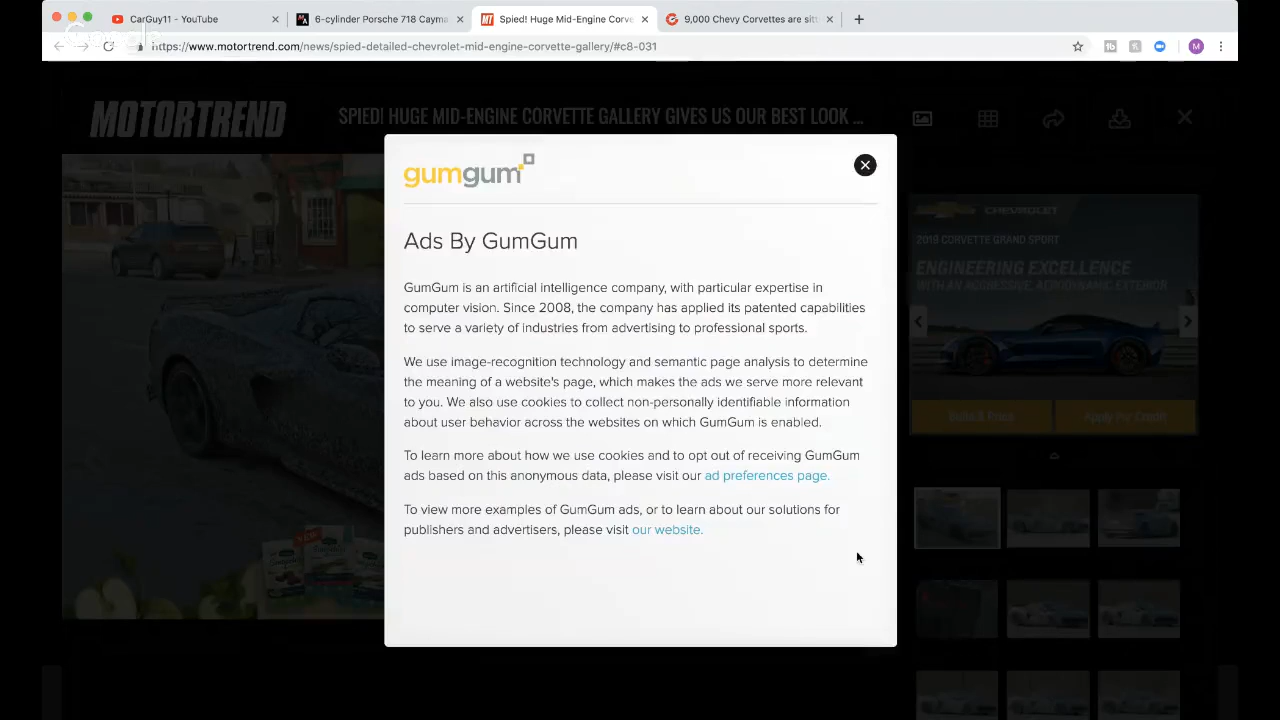 CarGuy11 - YouTube
6-cylinder Porsche 718 Cayma
Spied! Huge Mid-Engine Corve
9,000 Chevy Corvettes are sitt
Google
https://www.motortrend.com/news/spied-detailed-chevrolet-mid-engine-corvette-gallery/#c8-031
M
MOTORTREND
SPIED! HUGE MID-ENGINE CORVETTE GALLERY GIVES US OUR BEST LOOK ...
gumgum
Ads By GumGum
GumGum is an artificial intelligence company, with particular expertise in
computer vision. Since 2008, the company has applied its patented capabilities
to serve a variety of industries from advertising to professional sports.
We use image-recognition technology and semantic page analysis to determine
the meaning of a website's page, which makes the ads we serve more relevant
to you. We also use cookies to collect non-personally identifiable information
about user behavior across the websites on which GumGum is enabled.
To learn more about how we use cookies and to opt out of receiving GumGum
ads based on this anonymous data, please visit our ad preferences page.
To view more examples of GumGum ads, or to learn about our solutions for
publishers and advertisers, please visit our website.
CHEVROLET
2019 CORVETTE GRAND SPORT
ENGINEERING EXCELLENCE
WITH AN AGGRESSIVE, AERODYNAMIC EXTERIOR
Build & Price
Apply For Credit